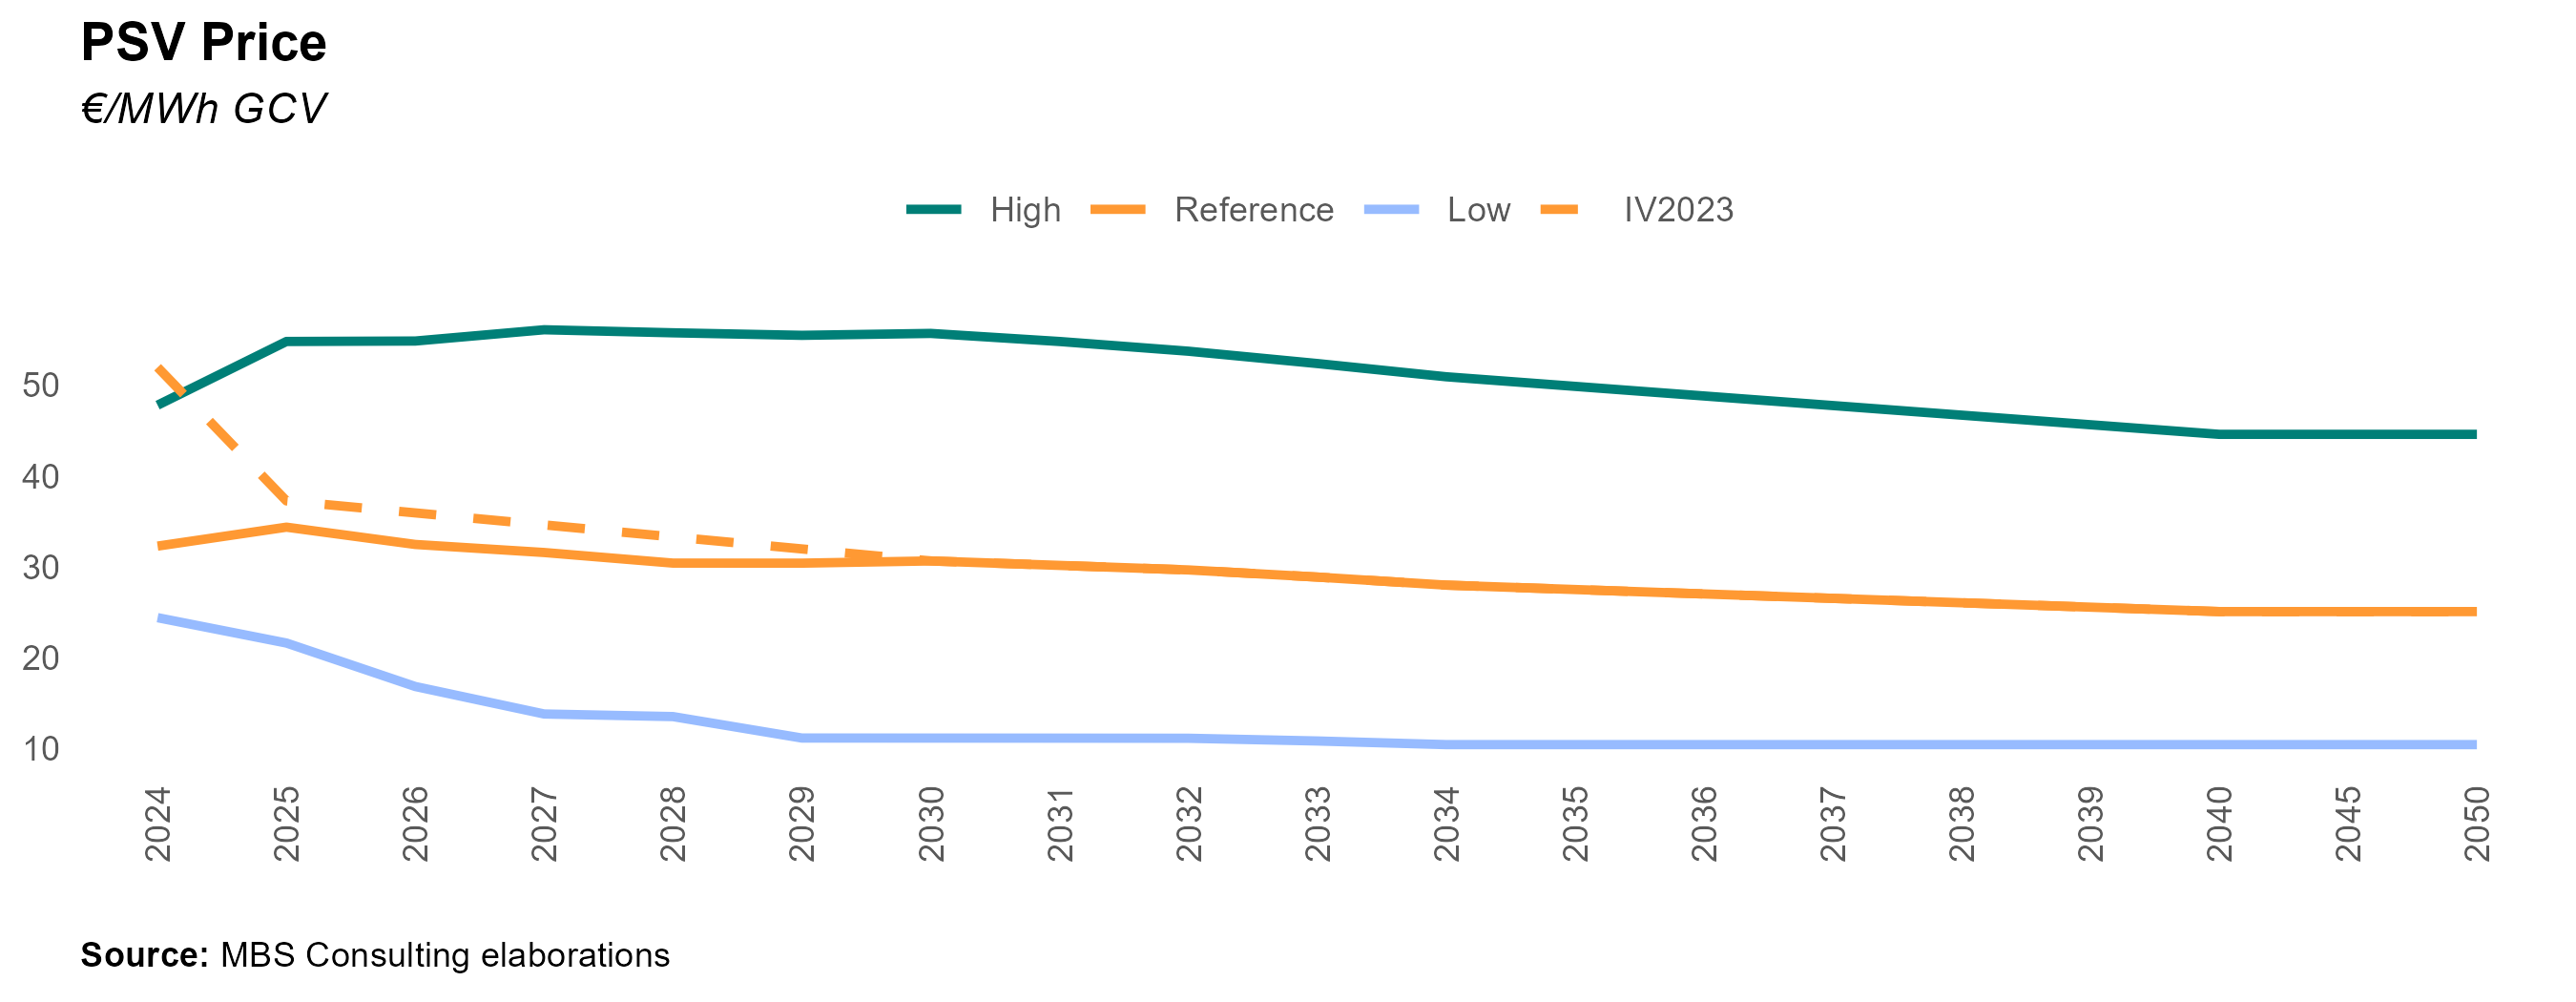 PSV Price
€/MWh GCV
High Reference Low IV2023
50
40
30
20
10
2024 2025 2026 2027 2028 2029 2030 2031 2032 2033 2034 2035 2036 2037 2038 2039 2040 2045 2050
Source: MBS Consulting elaborations